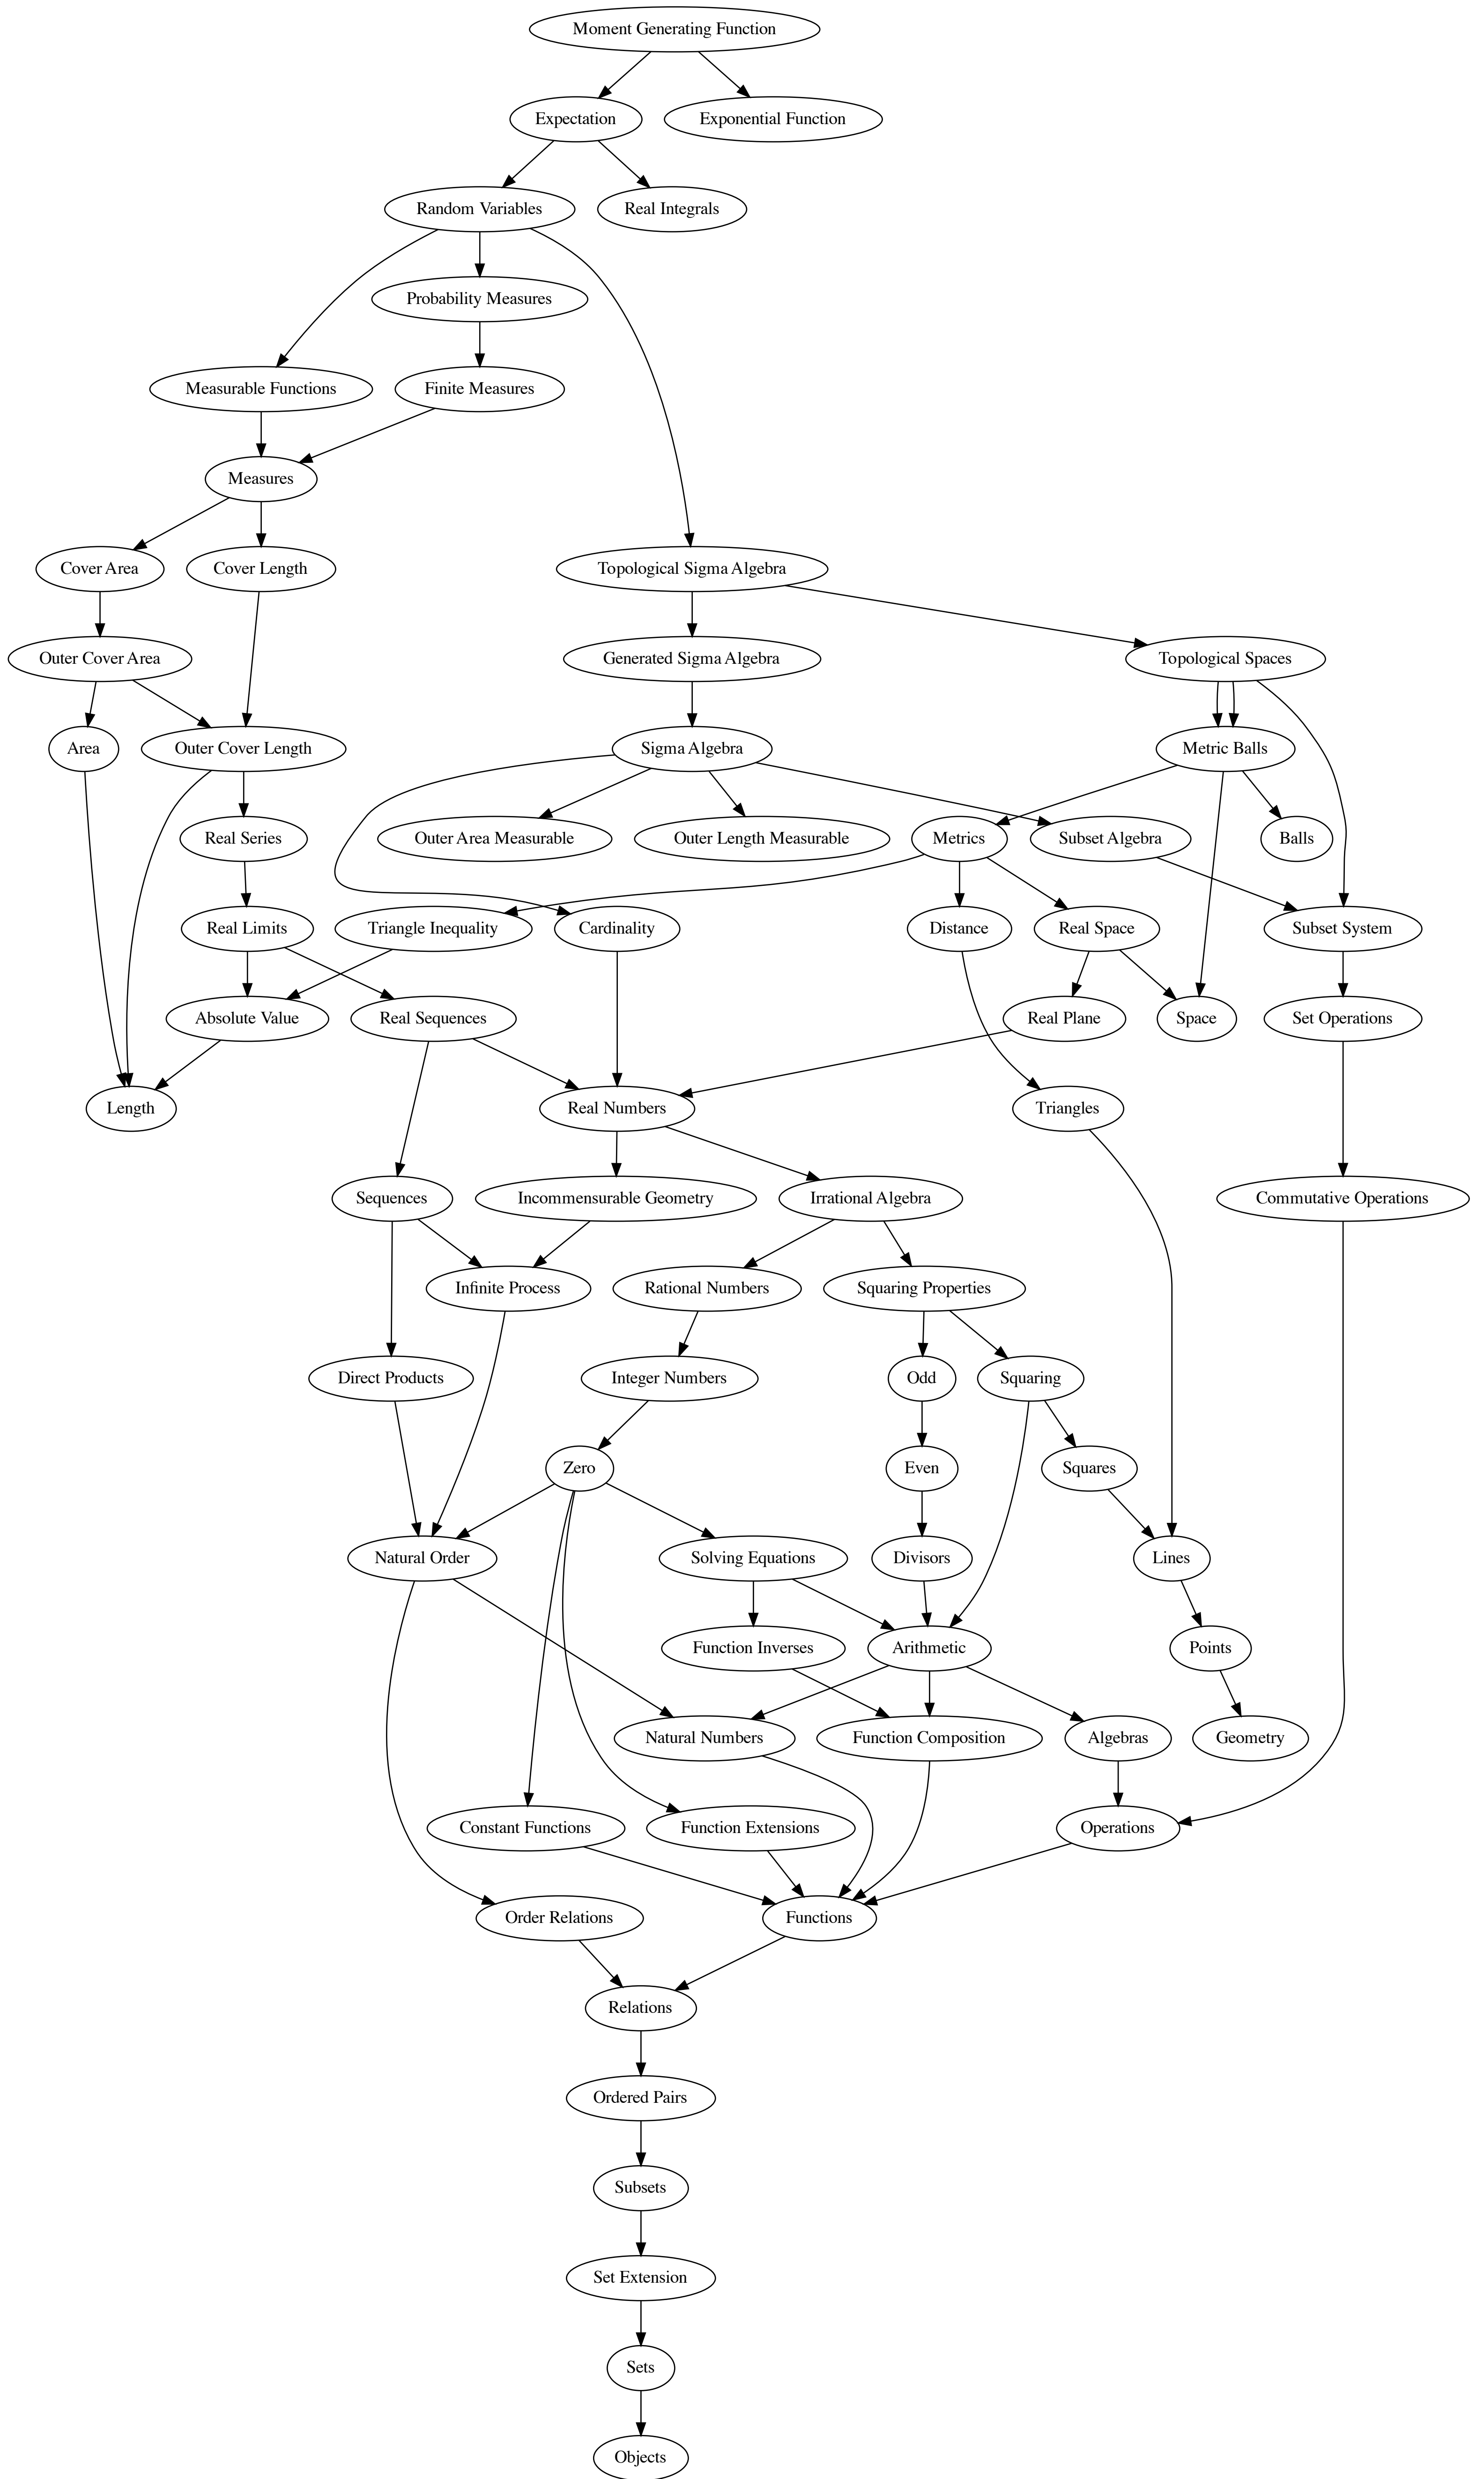 Moment Generating Function
Expectation
Exponential Function
Random Variables
Real Integrals
Probability Measures
Measurable Functions
Finite Measures
Measures
Cover Area
Cover Length
Topological Sigma Algebra
Outer Cover Area
Generated Sigma Algebra
Topological Spaces
Area
Outer Cover Length
Sigma Algebra
Metric Balls
Real Series
Outer Area Measurable
Outer Length Measurable
Metrics
Subset Algebra
Balls
Real Limits
Triangle Inequality
Cardinality
Distance
Real Space
Subset System
Absolute Value
Real Sequences
Real Plane
Space
Set Operations
Length
Real Numbers
Triangles
Sequences
Incommensurable Geometry
Irrational Algebra
Commutative Operations
Infinite Process
Rational Numbers
Squaring Properties
Direct Products
Integer Numbers
Odd
Squaring
Zero
Even
Squares
Natural Order
Solving Equations
Divisors
Lines
Function Inverses
Arithmetic
Points
Natural Numbers
Function Composition
Algebras
Geometry
Constant Functions
Function Extensions
Operations
Order Relations
Functions
Relations
Ordered Pairs
Subsets
Set Extension
Sets
Objects